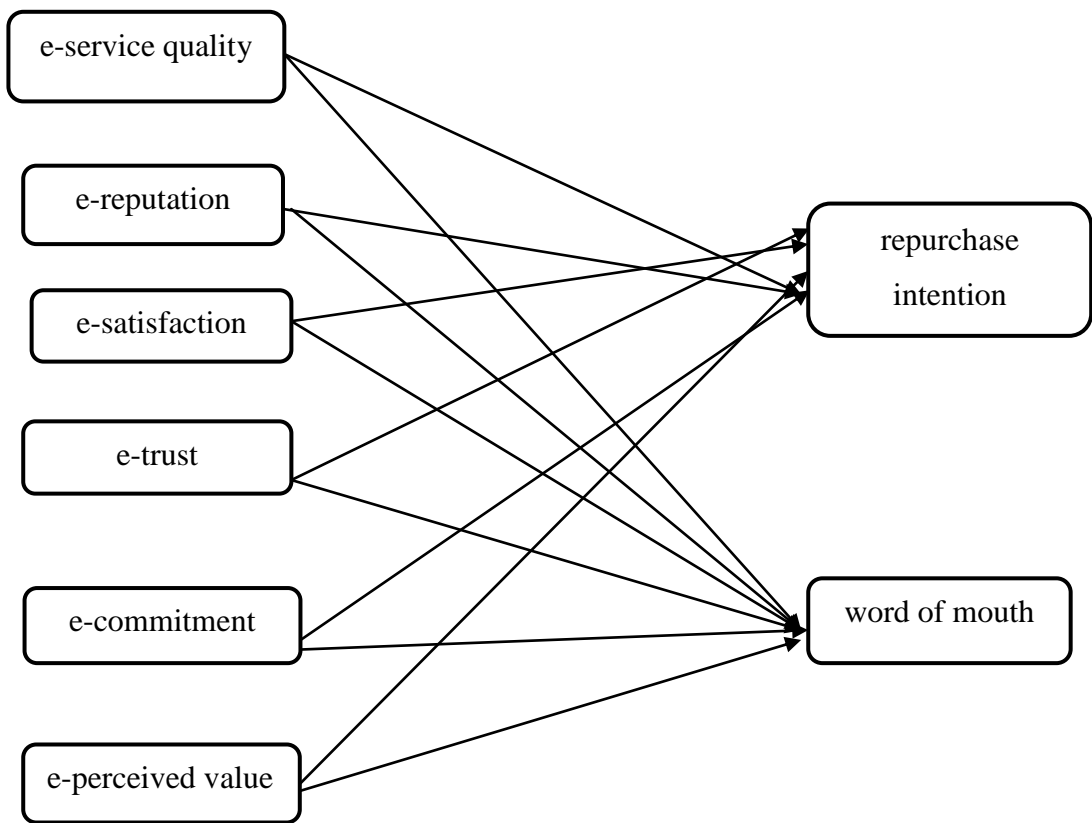 e-service quality
e-reputation
e-satisfaction
e-trust
e-commitment
e-perceived value
repurchase
intention
word of mouth